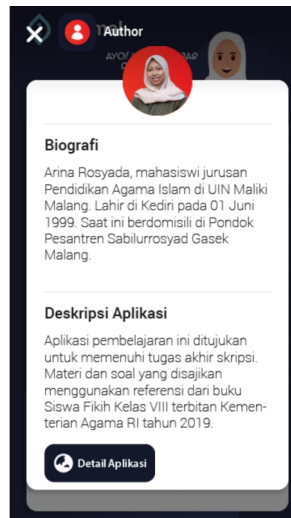 Author
Biografi
Arina Rosyada, mahasiswi jurusan
Pendidikan Agama Islam di UIN Maliki
Malang. Lahir di Kediri pada 01 Juni
1999. Saat ini berdomisili di Pondok
Pesantren Sabilurrosyad Gasek
Malang.
Deskripsi Aplikasi
Aplikasi pembelajaran ini ditujukan
untuk memenuhi tugas akhir skripsi.
Materi dan soal yang disajikan
menggunakan referensi dari buku
Siswa Fikih Kelas VIII terbitan Kemen-
terian Agama RI tahun 2019.
Detail Aplikasi